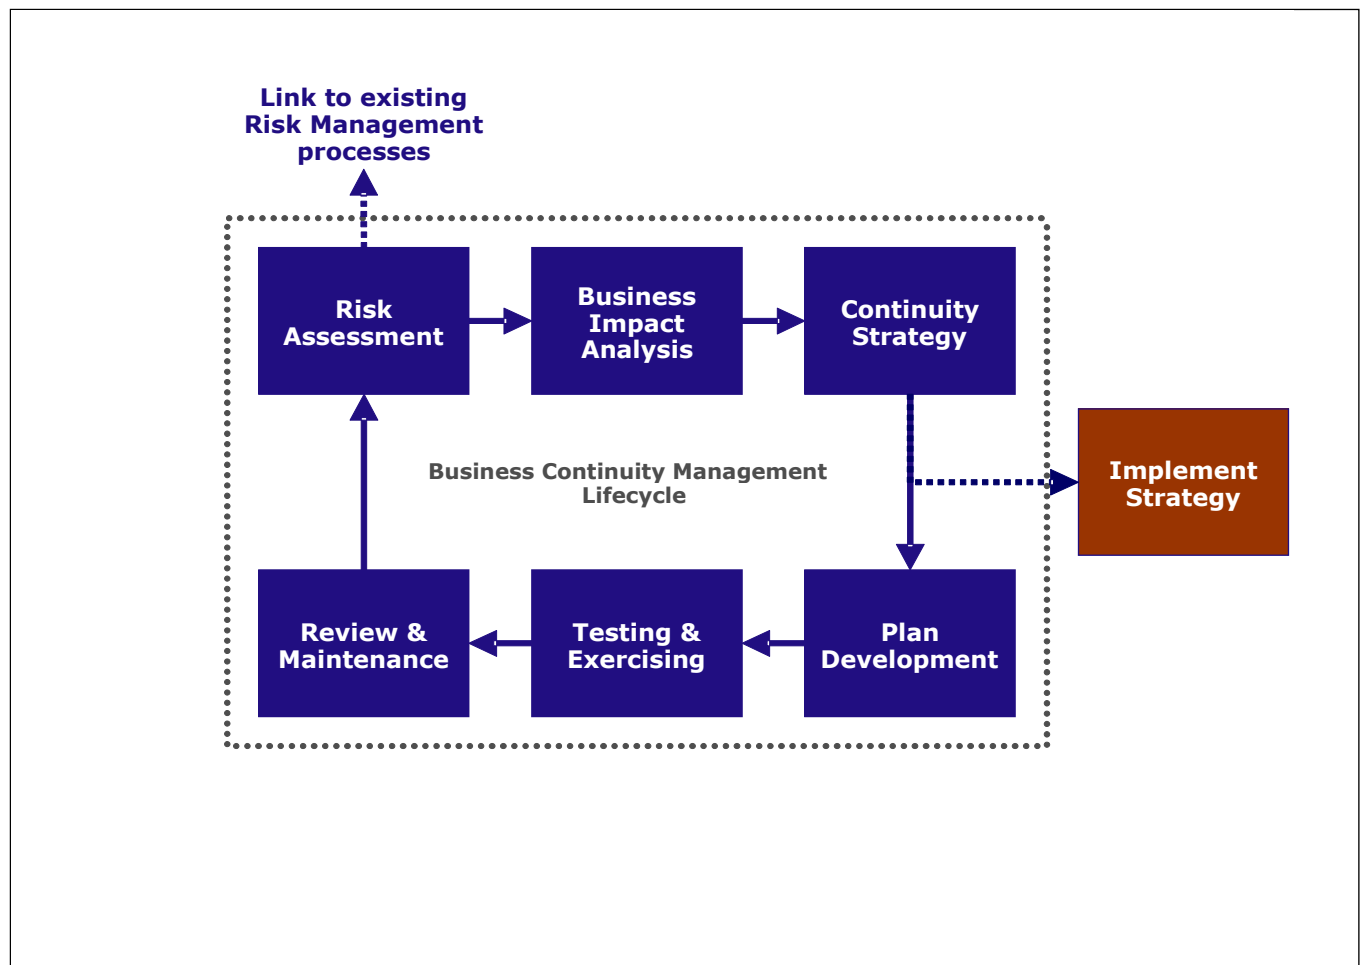 Link to existing
Risk Management
processes
Risk
Assessment
Business
Impact
Analysis
Continuity
Strategy
Business Continuity Management
Lifecycle
Implement
Strategy
Review &
Maintenance
Testing &
Exercising
Plan
Development